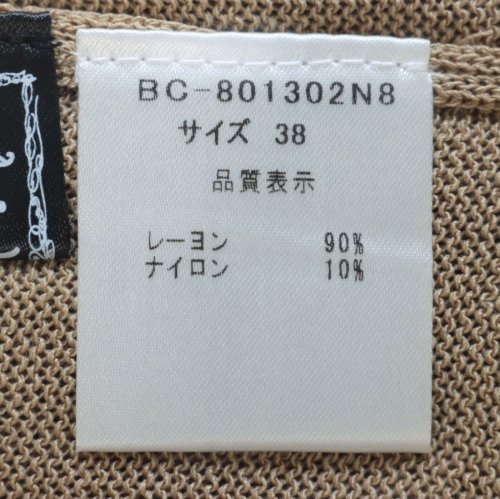 BC-801302N8
サイズ 38
品質表示
レーヨン 90%
ナイロン 10%